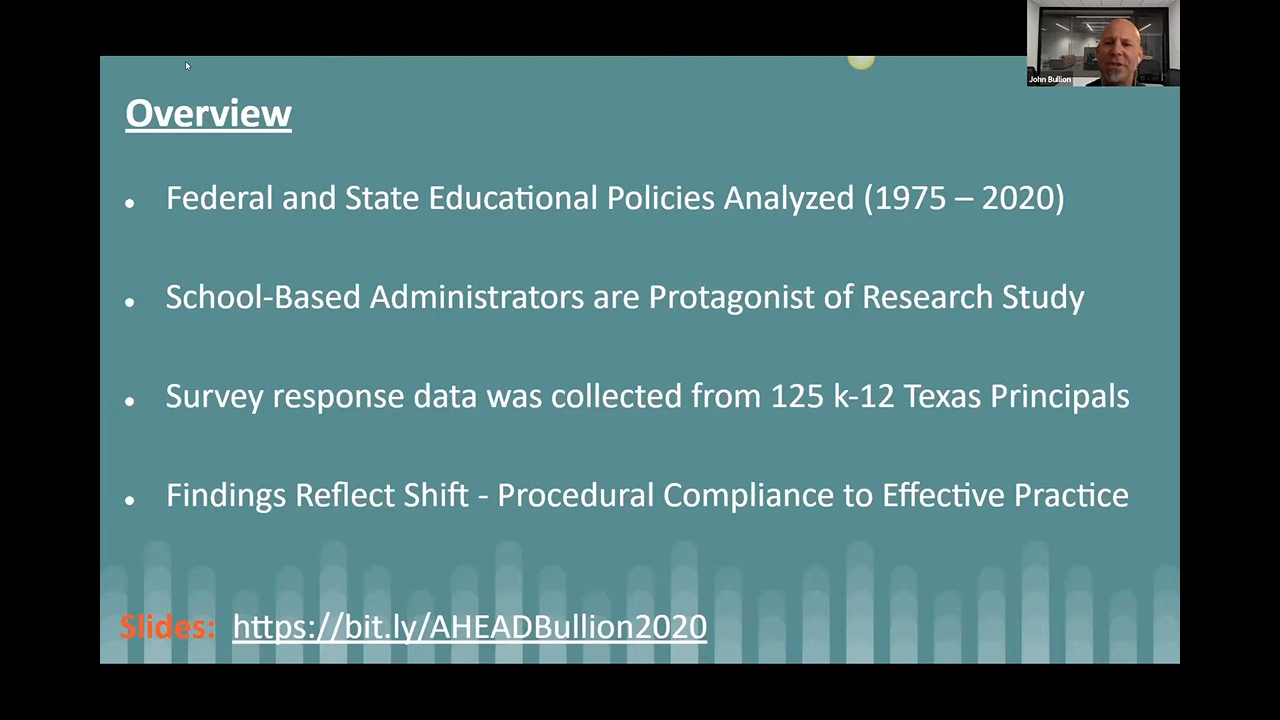 John Bullion
Overview
• Federal and State Educational Policies Analyzed (1975 – 2020)
• School-Based Administrators are Protagonist of Research Study
• Survey response data was collected from 125 k-12 Texas Principals
• Findings Reflect Shift - Procedural Compliance to Effective Practice
Slides: https://bit.ly/AHEADBullion2020